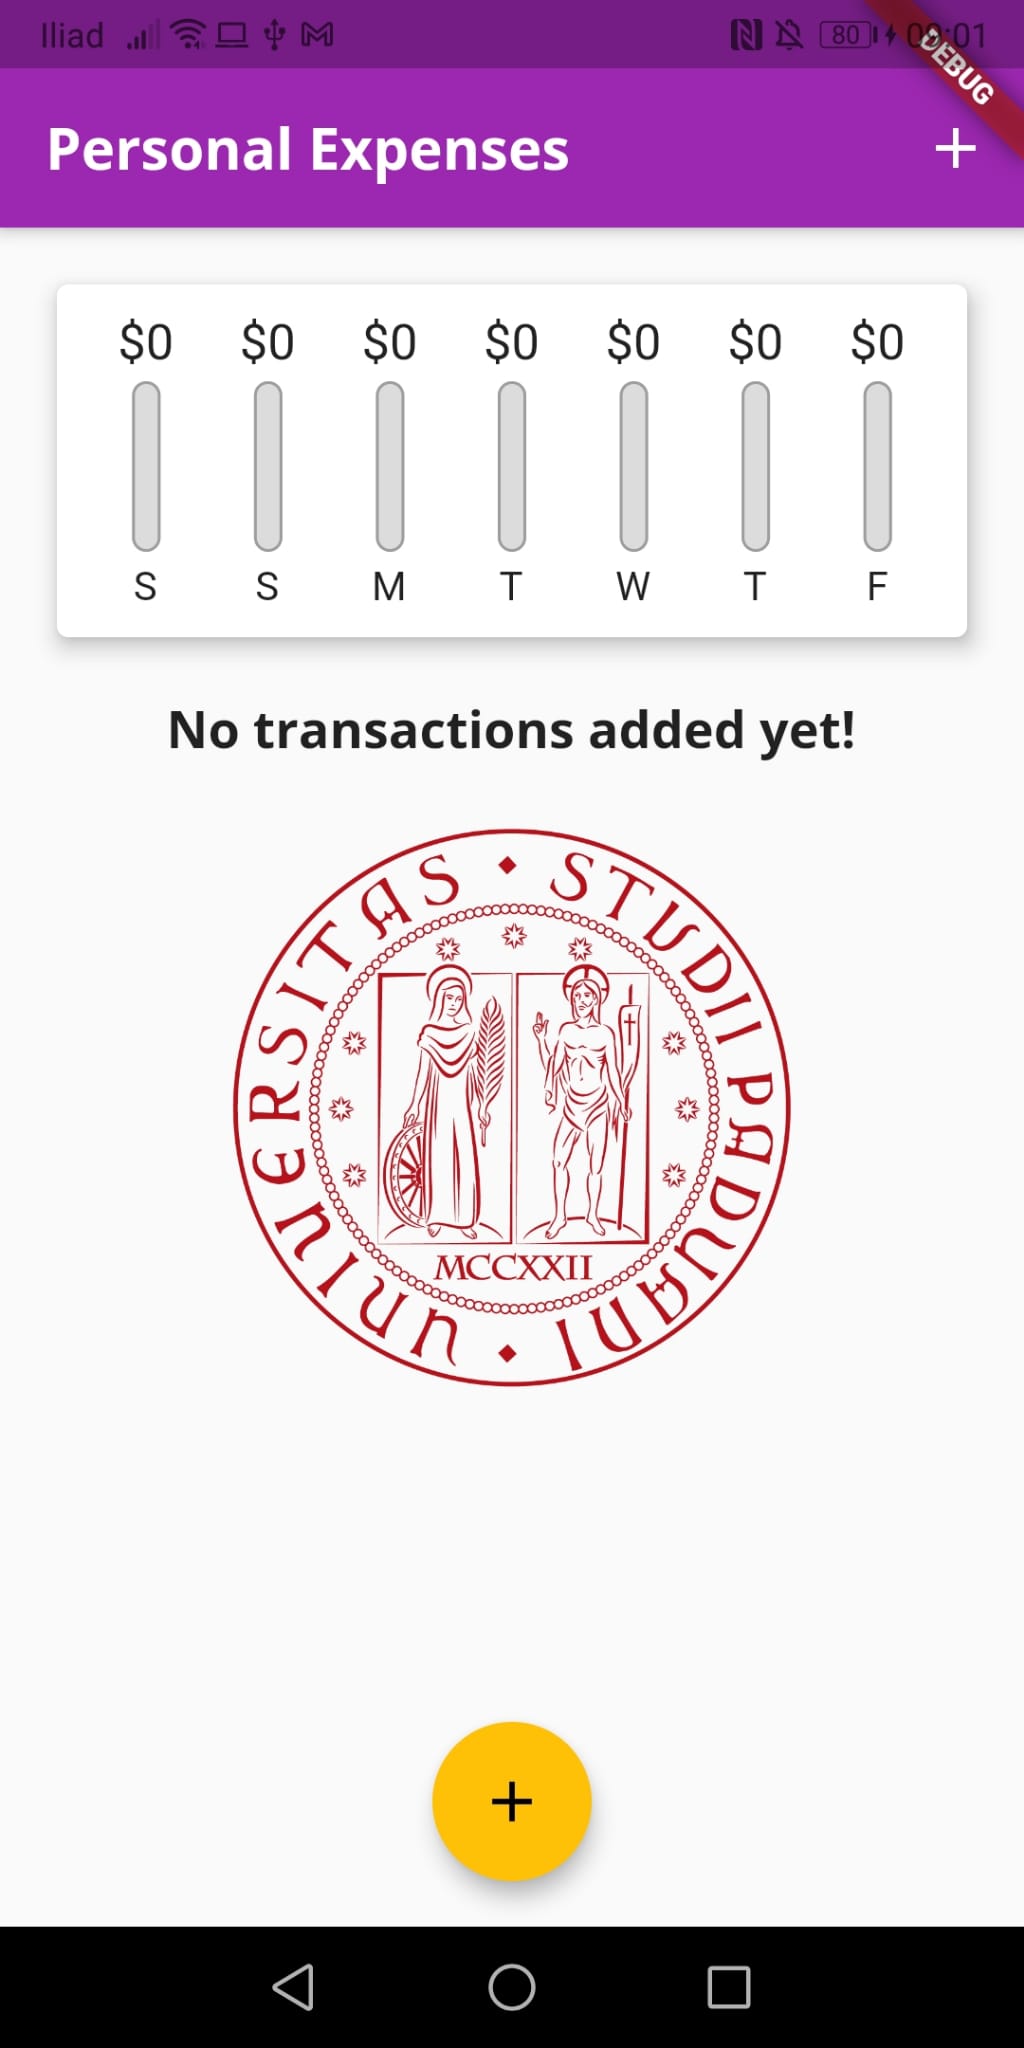 Iliad 80 09:01
DEBUG
Personal Expenses +
$0 $0 $0 $0 $0 $0 $0
S S M T W T F
No transactions added yet!
UNIVERSITAS • STUDII PADUANI •
MCCXXII
+